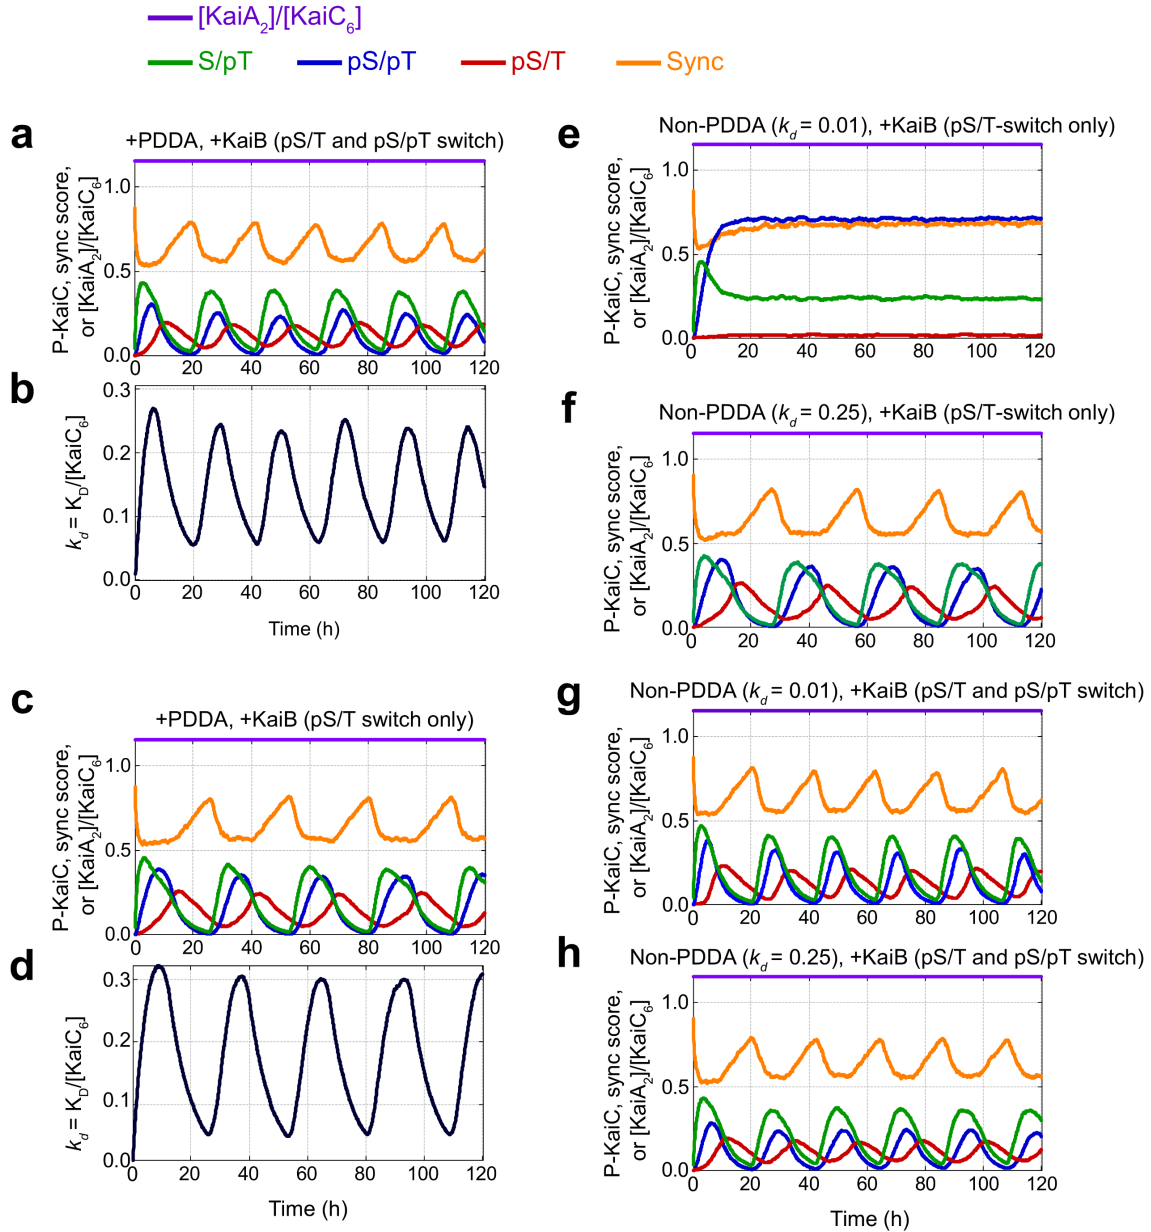 [KaiA2]/[KaiC6]
S/pT pS/pT pS/T Sync
a
+PDDA, +KaiB (pS/T and pS/pT switch)
P-KaiC, sync score,
or [KaiA2]/[KaiC6]
1.0
0.5
0.0
0 20 40 60 80 100 120
b
kd = KD/[KaiC6]
0.3
0.2
0.1
0.0
0 20 40 60 80 100 120
Time (h)
c
+PDDA, +KaiB (pS/T switch only)
P-KaiC, sync score,
or [KaiA2]/[KaiC6]
1.0
0.5
0.0
0 20 40 60 80 100 120
d
kd = KD/[KaiC6]
0.3
0.2
0.1
0.0
0 20 40 60 80 100 120
Time (h)
e
Non-PDDA (kd = 0.01), +KaiB (pS/T-switch only)
P-KaiC, sync score,
or [KaiA2]/[KaiC6]
1.0
0.5
0.0
0 20 40 60 80 100 120
f
Non-PDDA (kd = 0.25), +KaiB (pS/T-switch only)
P-KaiC, sync score,
or [KaiA2]/[KaiC6]
1.0
0.5
0.0
0 20 40 60 80 100 120
g
Non-PDDA (kd = 0.01), +KaiB (pS/T and pS/pT switch)
P-KaiC, sync score,
or [KaiA2]/[KaiC6]
1.0
0.5
0.0
0 20 40 60 80 100 120
h
Non-PDDA (kd = 0.25), +KaiB (pS/T and pS/pT switch)
P-KaiC, sync score,
or [KaiA2]/[KaiC6]
1.0
0.5
0.0
0 20 40 60 80 100 120
Time (h)